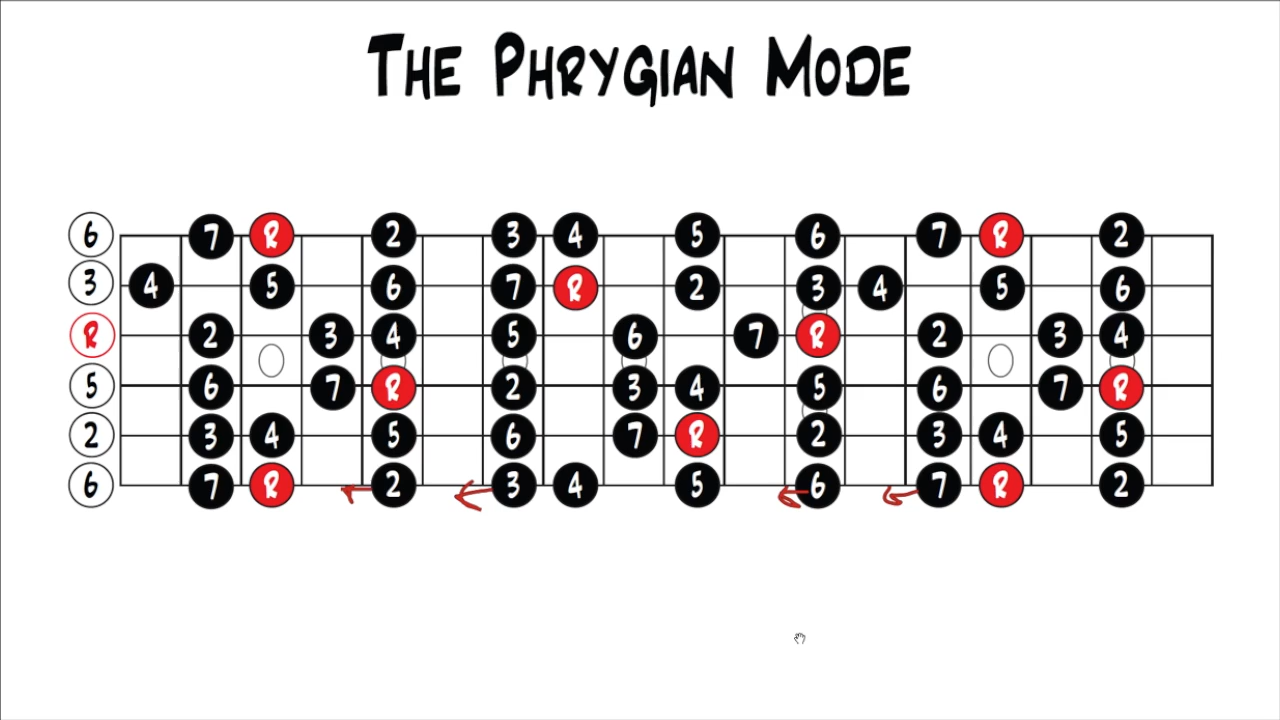 THE PHRYGIAN MODE
6 7 R 2 3 4 5 6 7 R 2
3 4 5 6 7 R 2 3 4 5 6
R 2 3 4 5 6 7 R 2 3 4
5 6 7 R 2 3 4 5 6 7 R
2 3 4 5 6 7 R 2 3 4 5
6 7 R 2 3 4 5 6 7 R 2